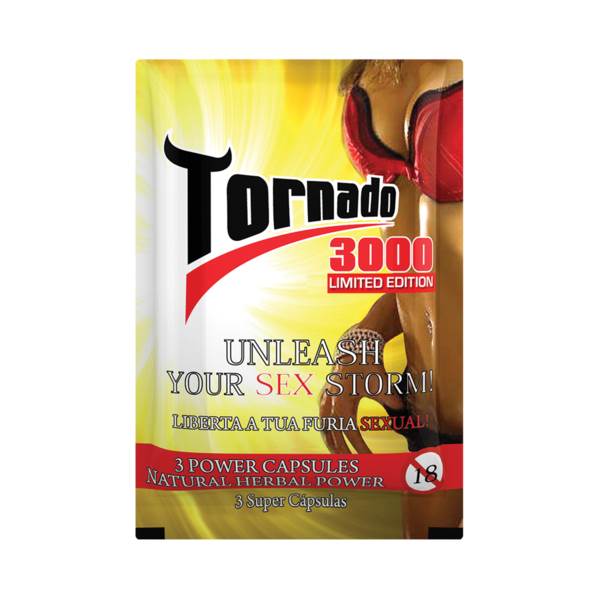 Tornado
3000
LIMITED EDITION
UNLEASH
YOUR SEX STORM!
LIBERTA A TUA FURIA SEXUAL!
3 POWER CAPSULES
NATURAL HERBAL POWER
18
3 Super Cápsulas